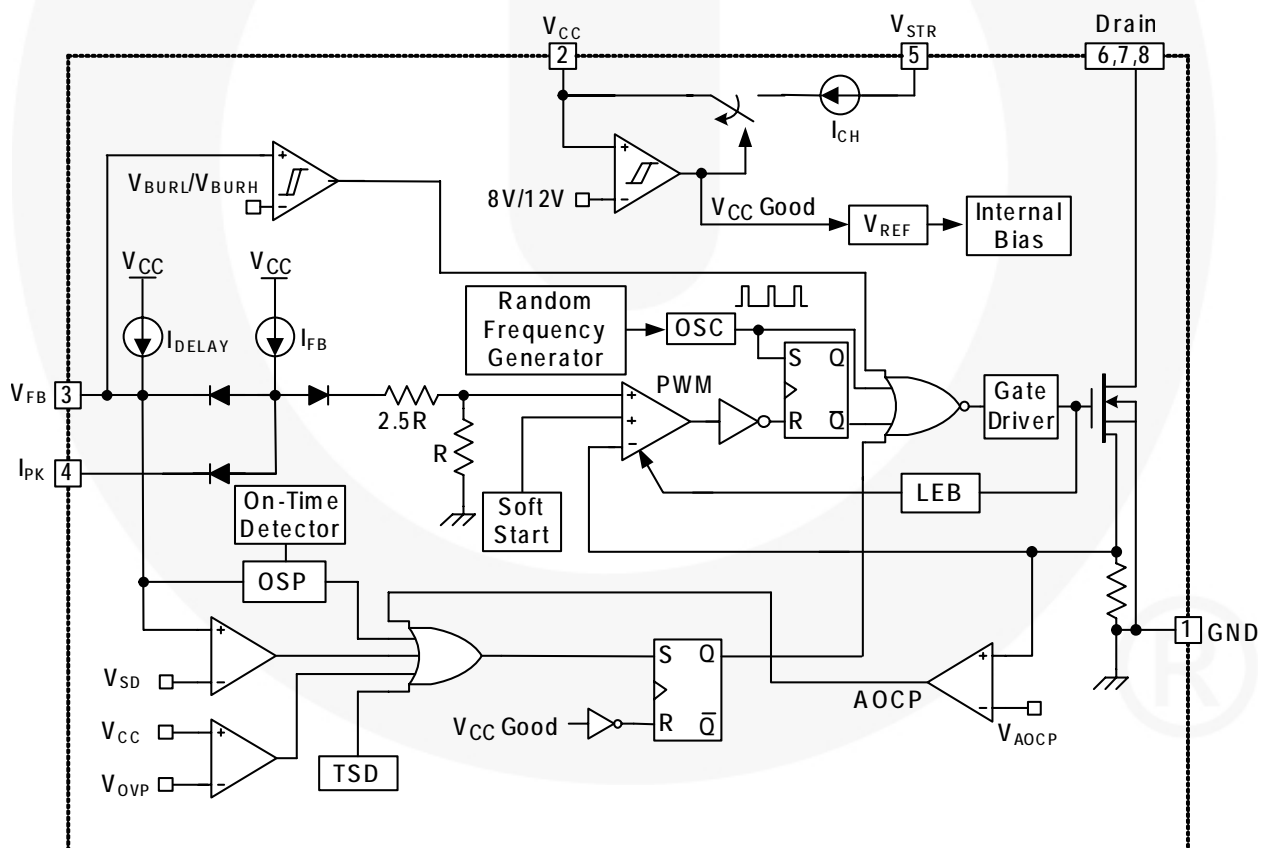 VCC
VSTR
Drain
2
5
6,7,8
ICH
VBURL/VBURH
8V/12V
VCC Good
VREF
Internal
Bias
VCC
VCC
Random
Frequency
Generator
OSC
IDELAY
IFB
S
Q
R
Q̅
PWM
VFB
3
2.5R
R
Gate
Driver
IPK
4
On-Time
Detector
Soft
Start
LEB
OSP
1
GND
VSD
S
Q
R
Q̅
AOCP
VCC Good
VCC
VAOCP
VOVP
TSD
®